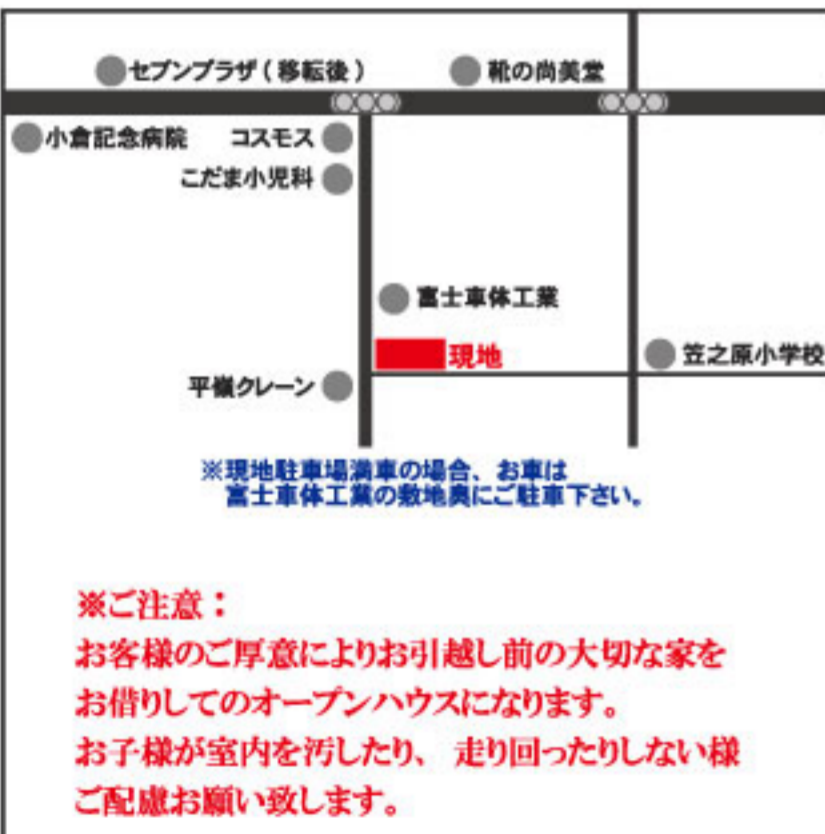 セブンプラザ(移転後)
靴の尚美堂
小倉記念病院
コスモス
こだま小児科
富士車体工業
現地
笠之原小学校
平嶺クレーン
※現地駐車場満車の場合、お車は
富士車体工業の敷地奥にご駐車下さい。
※ご注意：
お客様のご厚意によりお引越し前の大切な家を
お借りしてのオープンハウスになります。
お子様が室内を汚したり、走り回ったりしない様
ご配慮お願い致します。